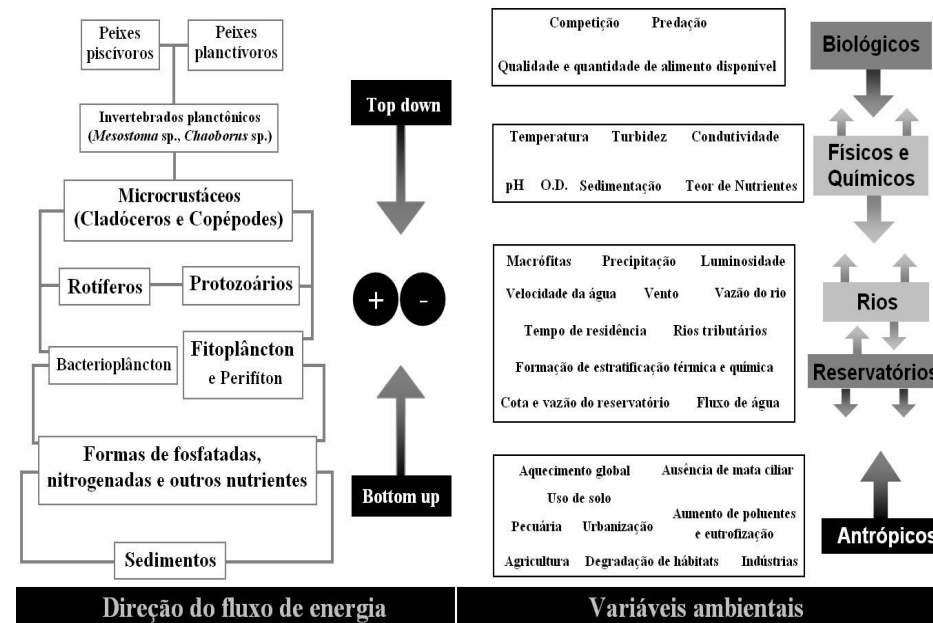 Peixes
piscívoros
Peixes
planctívoros
Invertebrados planctônicos
(Mesostoma sp., Chaoborus sp.)
Microcrustáceos
(Cladóceros e Copépodes)
Rotíferos
Protozoários
Bacterioplâncton
Fitoplâncton
e Perifíton
Formas de fosfatadas,
nitrogenadas e outros nutrientes
Sedimentos
Top down
+ -
Bottom up
Direção do fluxo de energia
Competição Predação
Qualidade e quantidade de alimento disponível
Biológicos
Temperatura Turbidez Condutividade
pH O.D. Sedimentação Teor de Nutrientes
Físicos e
Químicos
Macrófitas Precipitação Luminosidade
Velocidade da água Vento Vazão do rio
Tempo de residência Rios tributários
Formação de estratificação térmica e química
Cota e vazão do reservatório Fluxo de água
Rios
Reservatórios
Aquecimento global Ausência de mata ciliar
Uso de solo
Pecuária Urbanização Aumento de poluentes
e eutrofização
Agricultura Degradação de hábitats Indústrias
Antrópicos
Variáveis ambientais